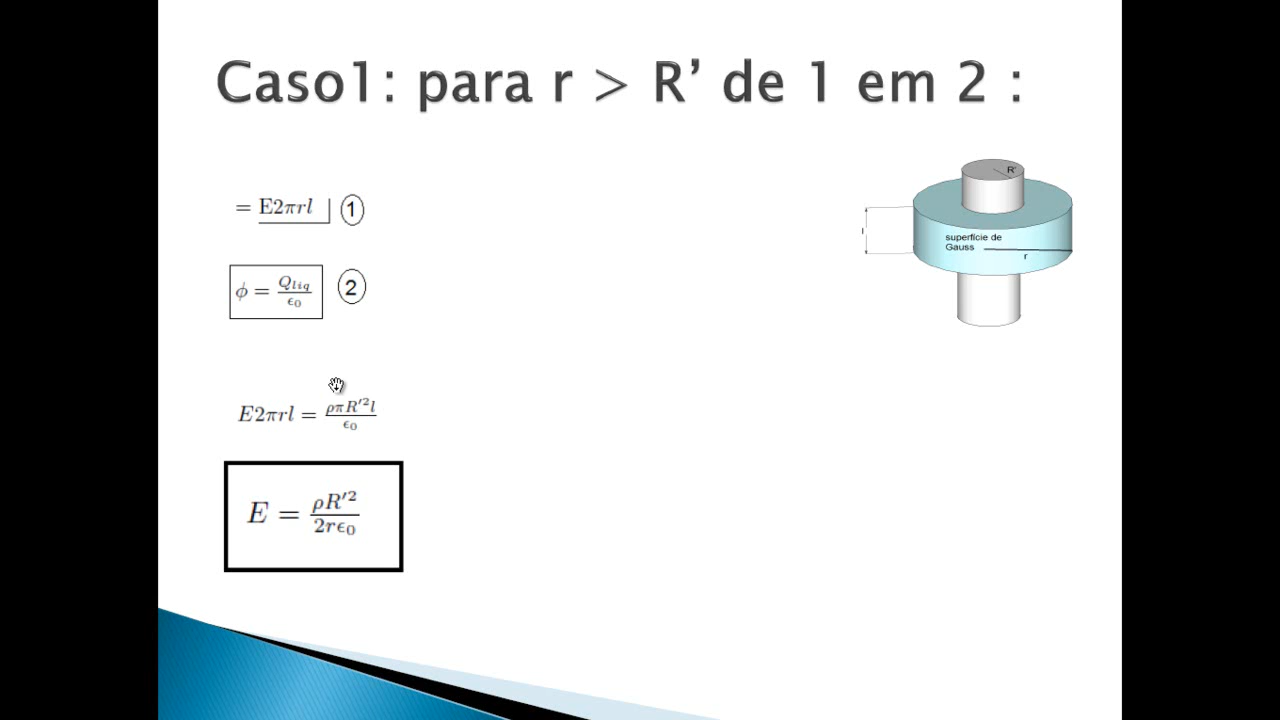 Caso1: para r > R’ de 1 em 2 :
= E2πrl 1
ϕ = Q_liq/ϵ₀ 2
E2πrl = ρπR′²l/ϵ₀
E = ρR′²/2rϵ₀
R'
l
superfície de
Gauss
r